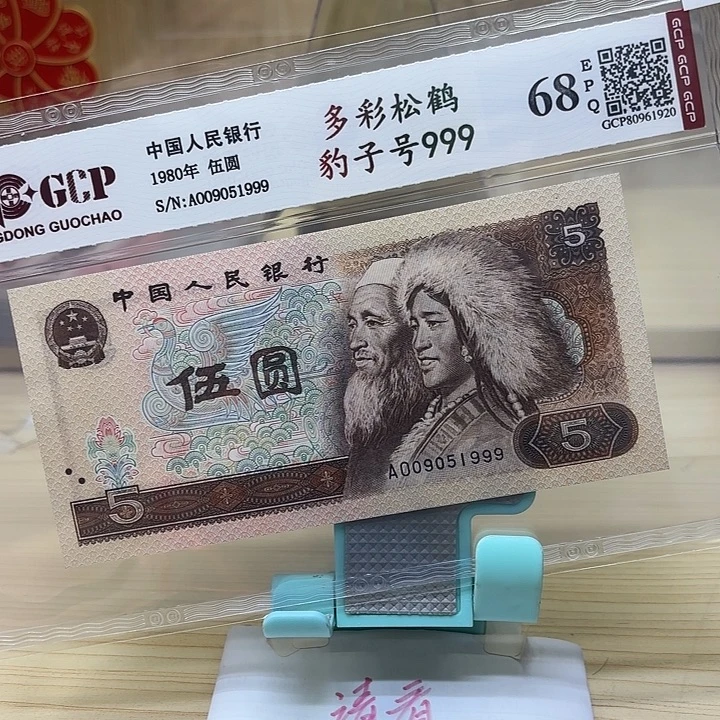 GCP
GDONG GUOCHAO
中国人民银行
1980年 伍圆
S/N:A009051999
多彩松鹤
豹子号999
68
EPQ
GCP80961920
GCP GCP GCP
中国人民银行
伍圆
5
5
5
A009051999
请看